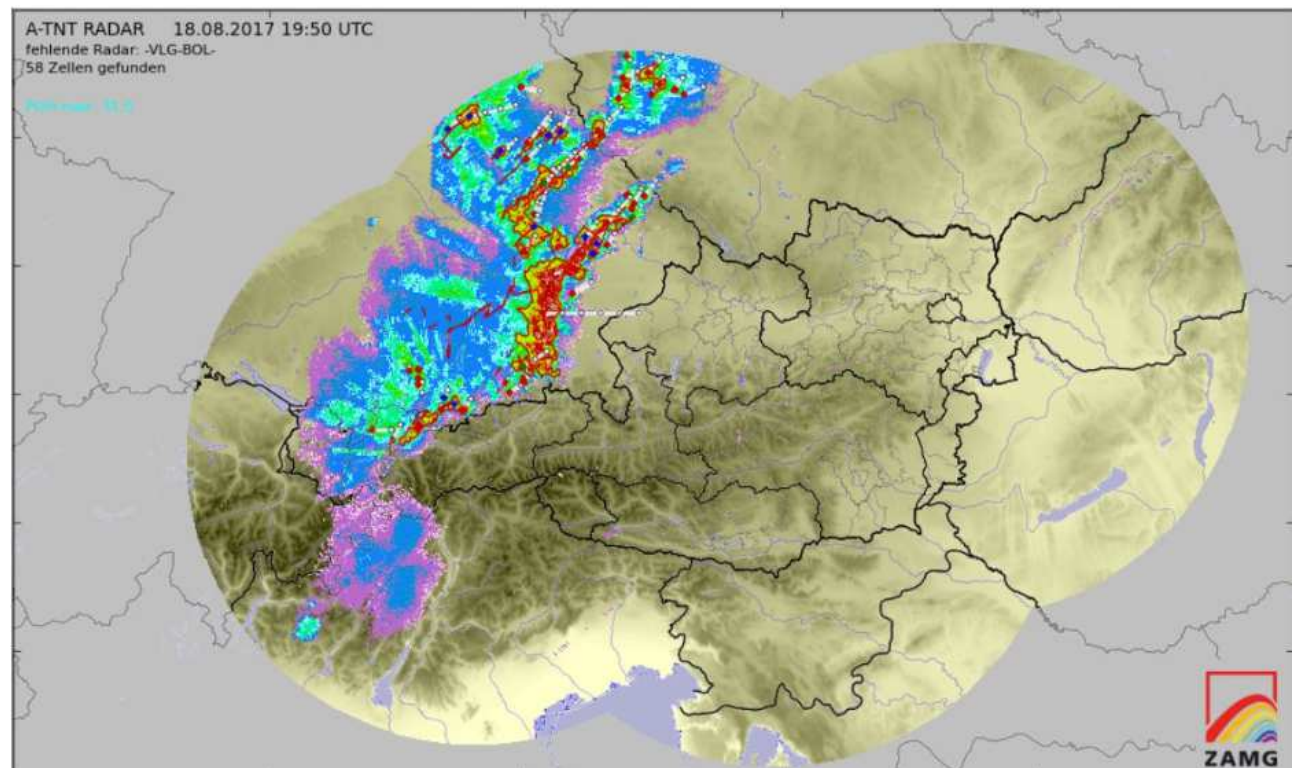 A-TNT RADAR 18.08.2017 19:50 UTC
fehlende Radar: -VLG-BOL-
58 Zellen gefunden
ZAMG